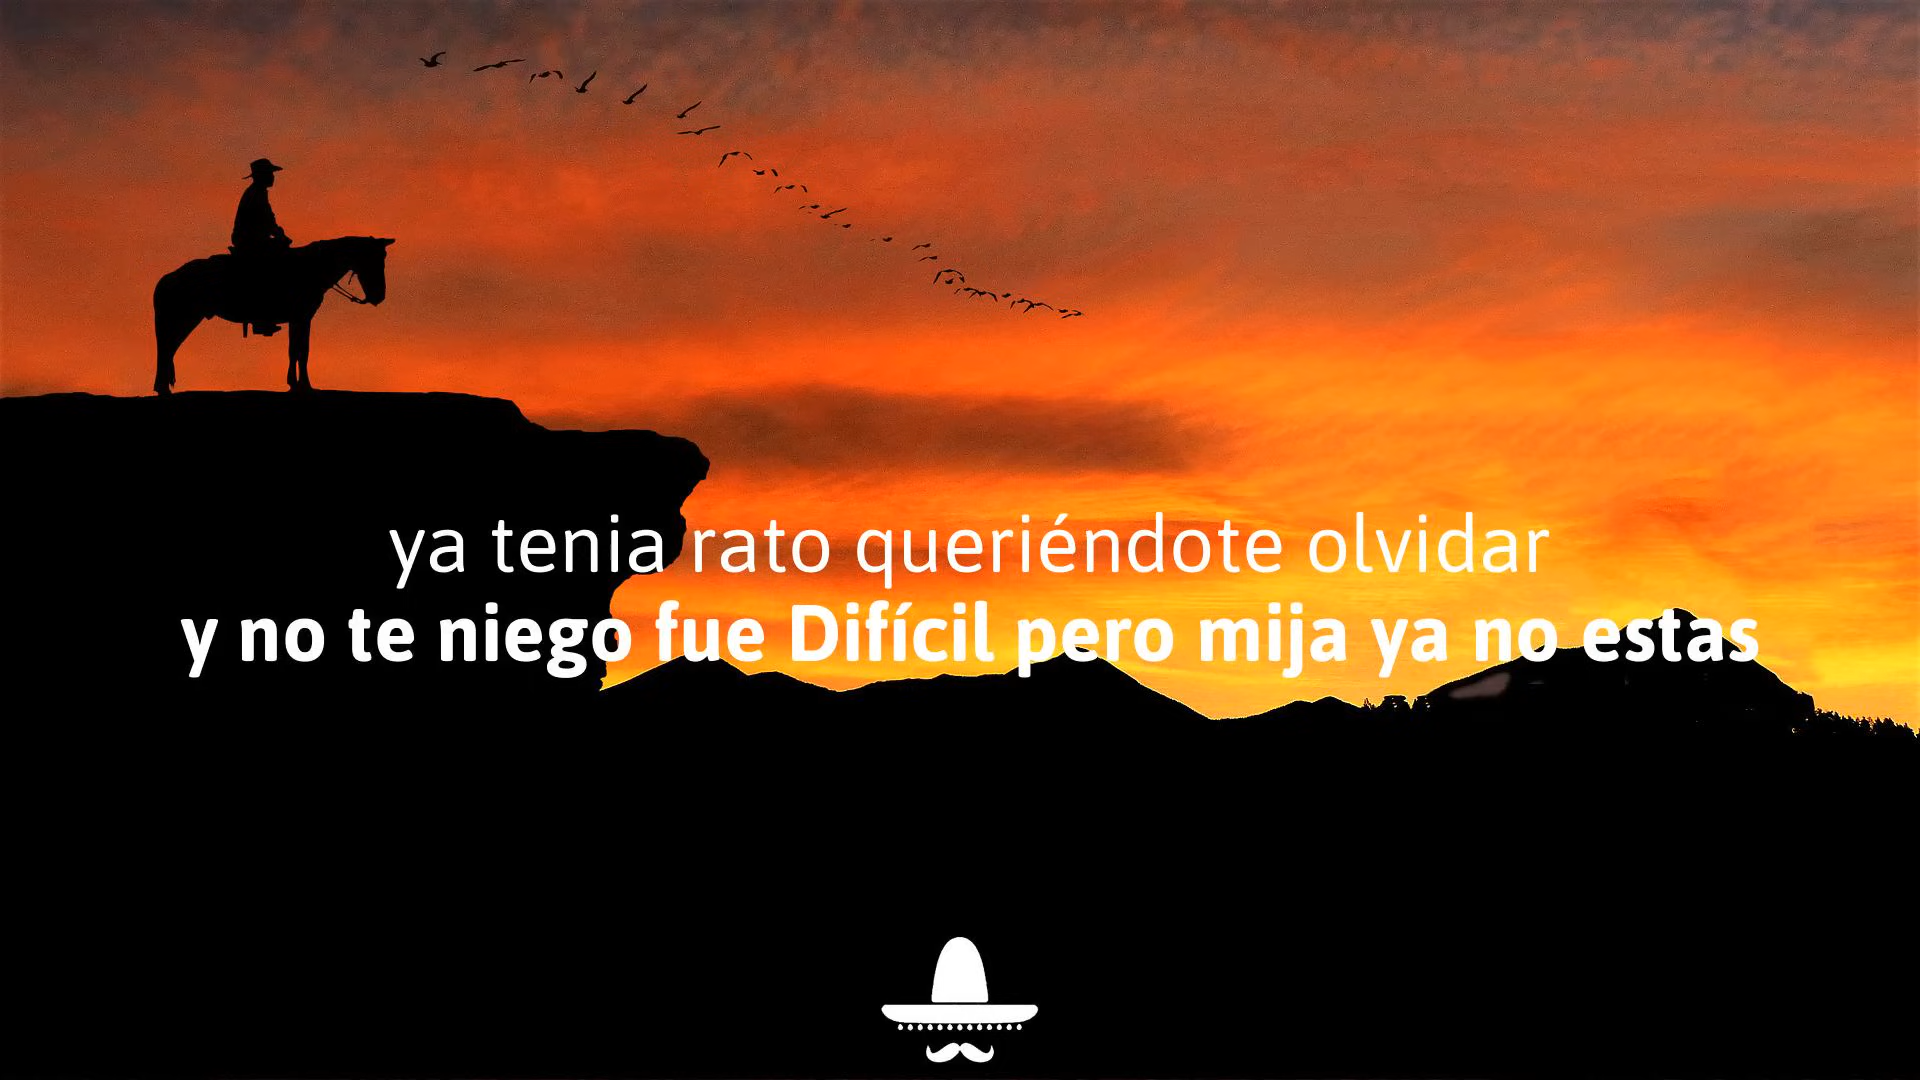 ya tenia rato queriéndote olvidar
y no te niego fue Difícil pero mija ya no estas